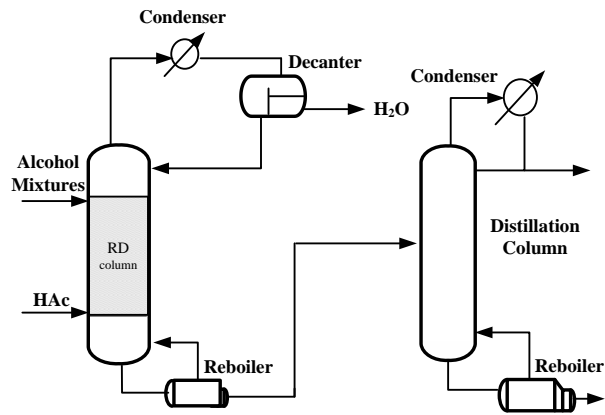 Condenser
Decanter
H₂O
Condenser
Alcohol
Mixtures
RD
column
HAc
Reboiler
Distillation
Column
Reboiler